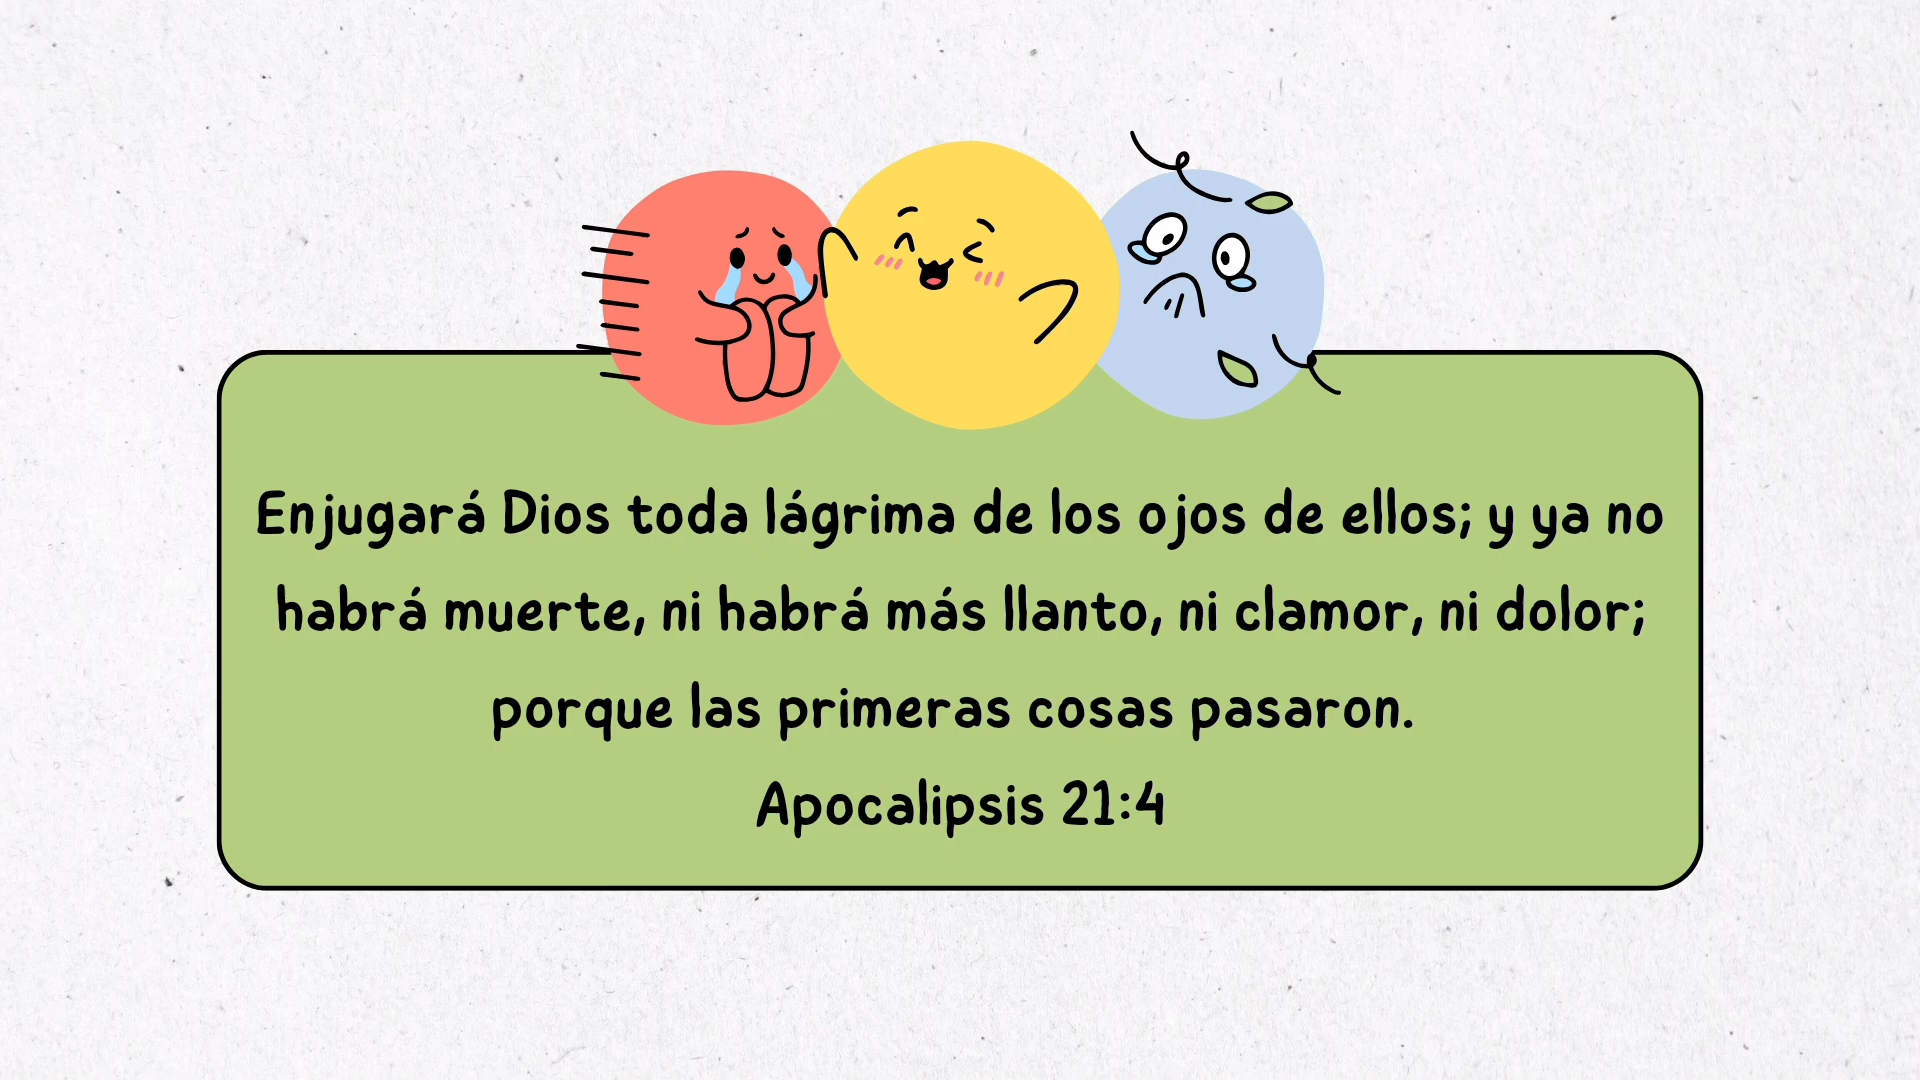 Enjugará Dios toda lágrima de los ojos de ellos; y ya no
habrá muerte, ni habrá más llanto, ni clamor, ni dolor;
porque las primeras cosas pasaron.
Apocalipsis 21:4